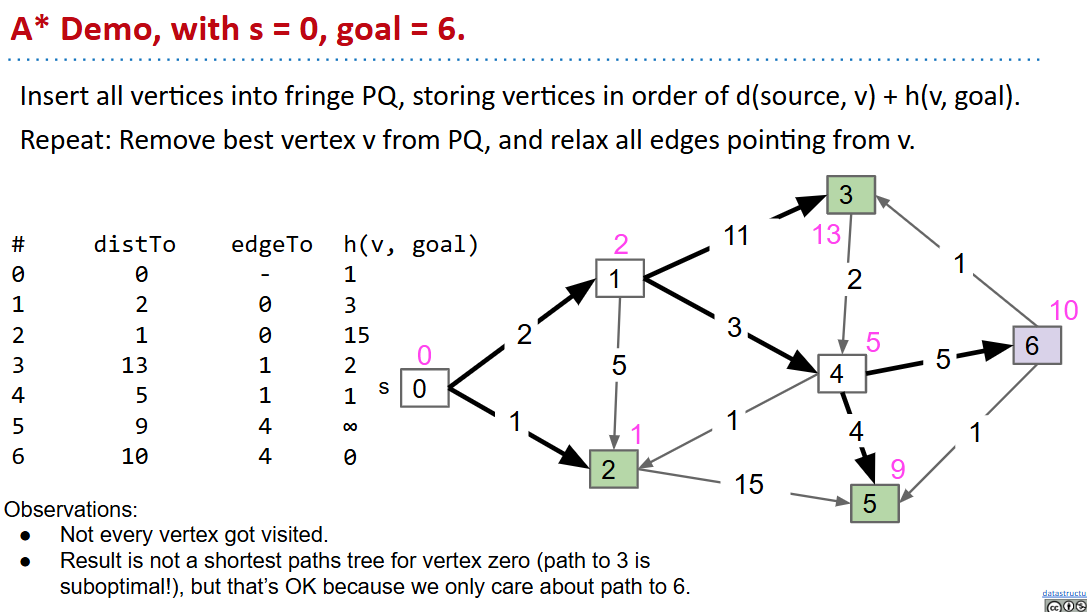 A* Demo, with s = 0, goal = 6.
Insert all vertices into fringe PQ, storing vertices in order of d(source, v) + h(v, goal).
Repeat: Remove best vertex v from PQ, and relax all edges pointing from v.
# distTo edgeTo h(v, goal)
0 0 - 1
1 2 0 3
2 1 0 15
3 13 1 2
4 5 1 1
5 9 4 ∞
6 10 4 0
3
13
11
2
1
2
1
10
3
5
6
5
2
5
4
0
s
0
1
1
1
2
4
1
9
15
5
Observations:
● Not every vertex got visited.
● Result is not a shortest paths tree for vertex zero (path to 3 is
suboptimal!), but that's OK because we only care about path to 6.
datastructu